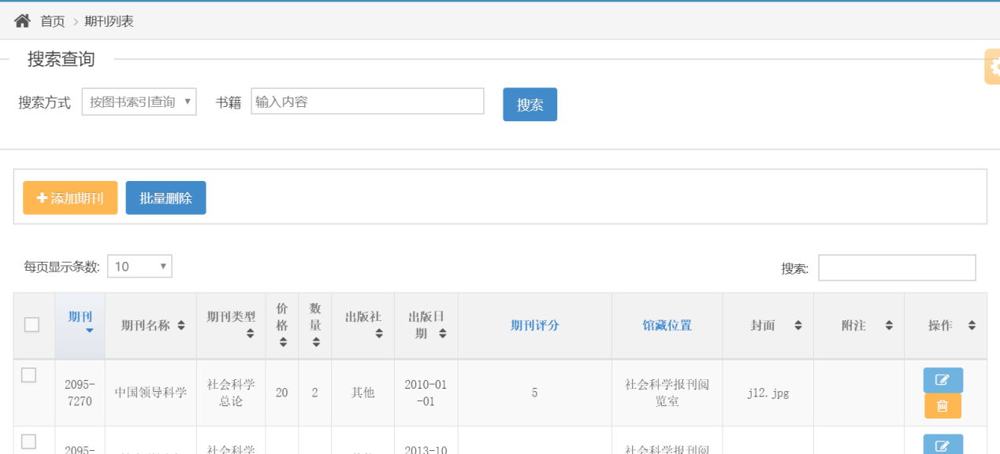 首页 > 期刊列表
搜索查询
搜索方式 按图书索引查询 书籍 输入内容 搜索
添加期刊 批量删除
每页显示条数: 10 搜索:
期刊 期刊名称 期刊类型 价格 数量 出版社 出版日期 期刊评分 馆藏位置 封面 附注 操作
2095-7270 中国领导科学 社会科学总论 20 2 其他 2010-01-01 5 社会科学报刊阅览室 j12.jpg
2095- 社会科学 2013-10 社会科学报刊阅